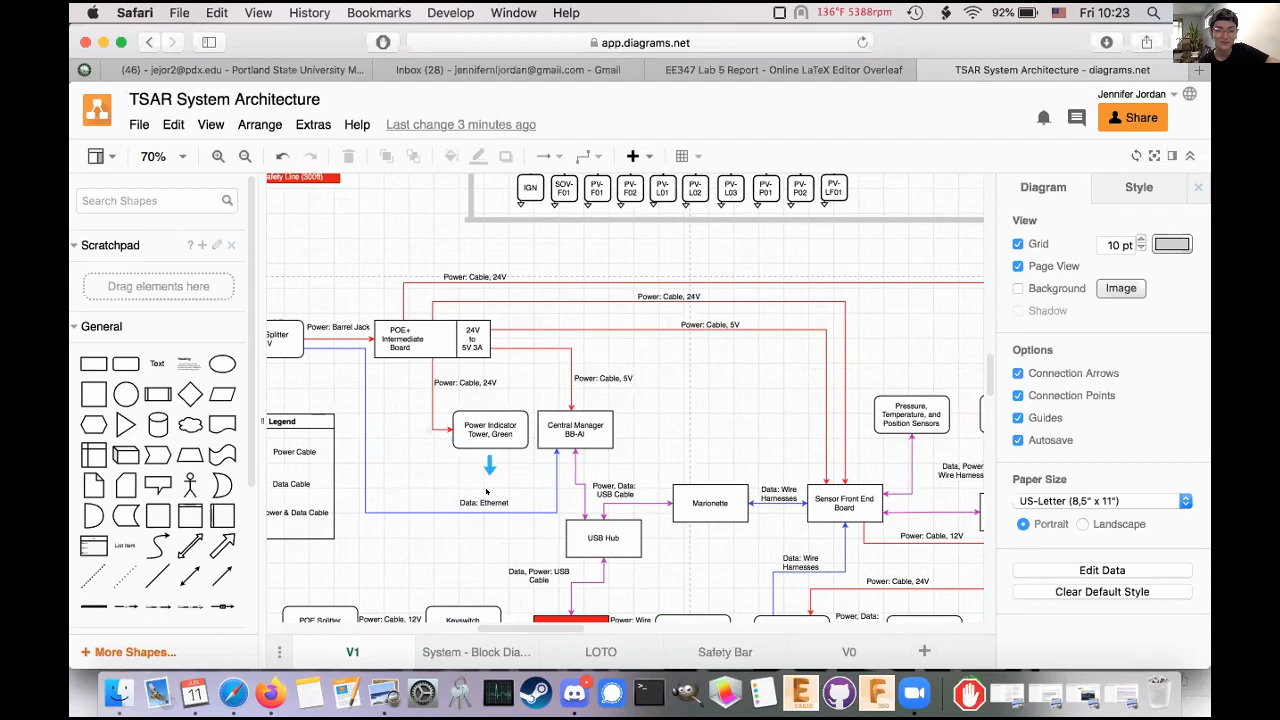 Safari File Edit View History Bookmarks Develop Window Help
136°F 5388rpm 92% Fri 10:23
app.diagrams.net
(46) - jejor2@pdx.edu - Portland State University M...
Inbox (28) - jennifernljordan@gmail.com - Gmail
EE347 Lab 5 Report - Online LaTeX Editor Overleaf
TSAR System Architecture - diagrams.net
TSAR System Architecture
Jennifer Jordan
File Edit View Arrange Extras Help Last change 3 minutes ago
Share
70%
Search Shapes
Scratchpad
Drag elements here
General
Text
Heading
List Item
+ More Shapes...
afety Line (300ft)
IGN
SOV-
F01
PV-
F01
PV-
F02
PV-
L01
PV-
L02
PV-
L03
PV-
P01
PV-
P02
PV-
LF01
Power: Cable, 24V
Power: Cable, 24V
Power: Cable, 5V
Splitter
V
Power: Barrel Jack
POE+
Intermediate
Board
24V
to
5V 3A
Power: Cable, 24V
Power: Cable, 5V
Legend
Power Cable
Data Cable
ower & Data Cable
Power Indicator
Tower, Green
Central Manager
BB-AI
Pressure,
Temperature, and
Position Sensors
Data: Ethernet
Power, Data:
USB Cable
Marionette
Data: Wire
Harnesses
Sensor Front End
Board
Data, Powe
Wire H
USB Hub
Data, Power: USB
Cable
Data: Wire
Harnesses
Power: Cable, 12V
Power: Cable, 24V
POE Splitter
Power: Cable, 12V
Keyswitch
Power: Wire
Power, Data:
V1
System - Block Dia...
LOTO
Safety Bar
V0
Diagram
Style
View
Grid
10 pt
Page View
Background
Image
Shadow
Options
Connection Arrows
Connection Points
Guides
Autosave
Paper Size
US-Letter (8,5" x 11")
Portrait
Landscape
Edit Data
Clear Default Style
JUN
11
EAGLE